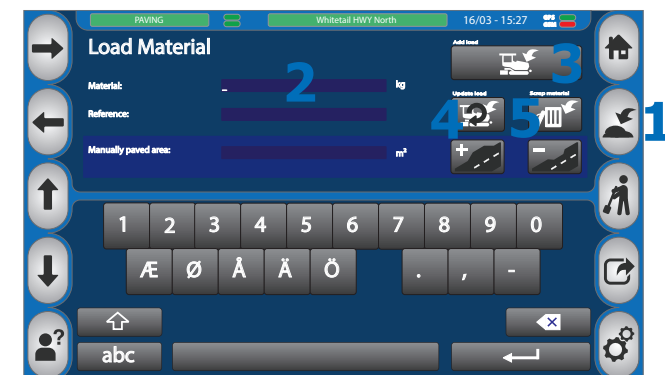 PAVING Whitetail HWY North 16/03 - 15:27
Load Material
Add load
3
Material: _ kg
2
Update load Scrap material
4 5
1
Reference:
Manually paved area: m²
+ -
1 2 3 4 5 6 7 8 9 0
Æ Ø Å Ä Ö . , -
?
abc